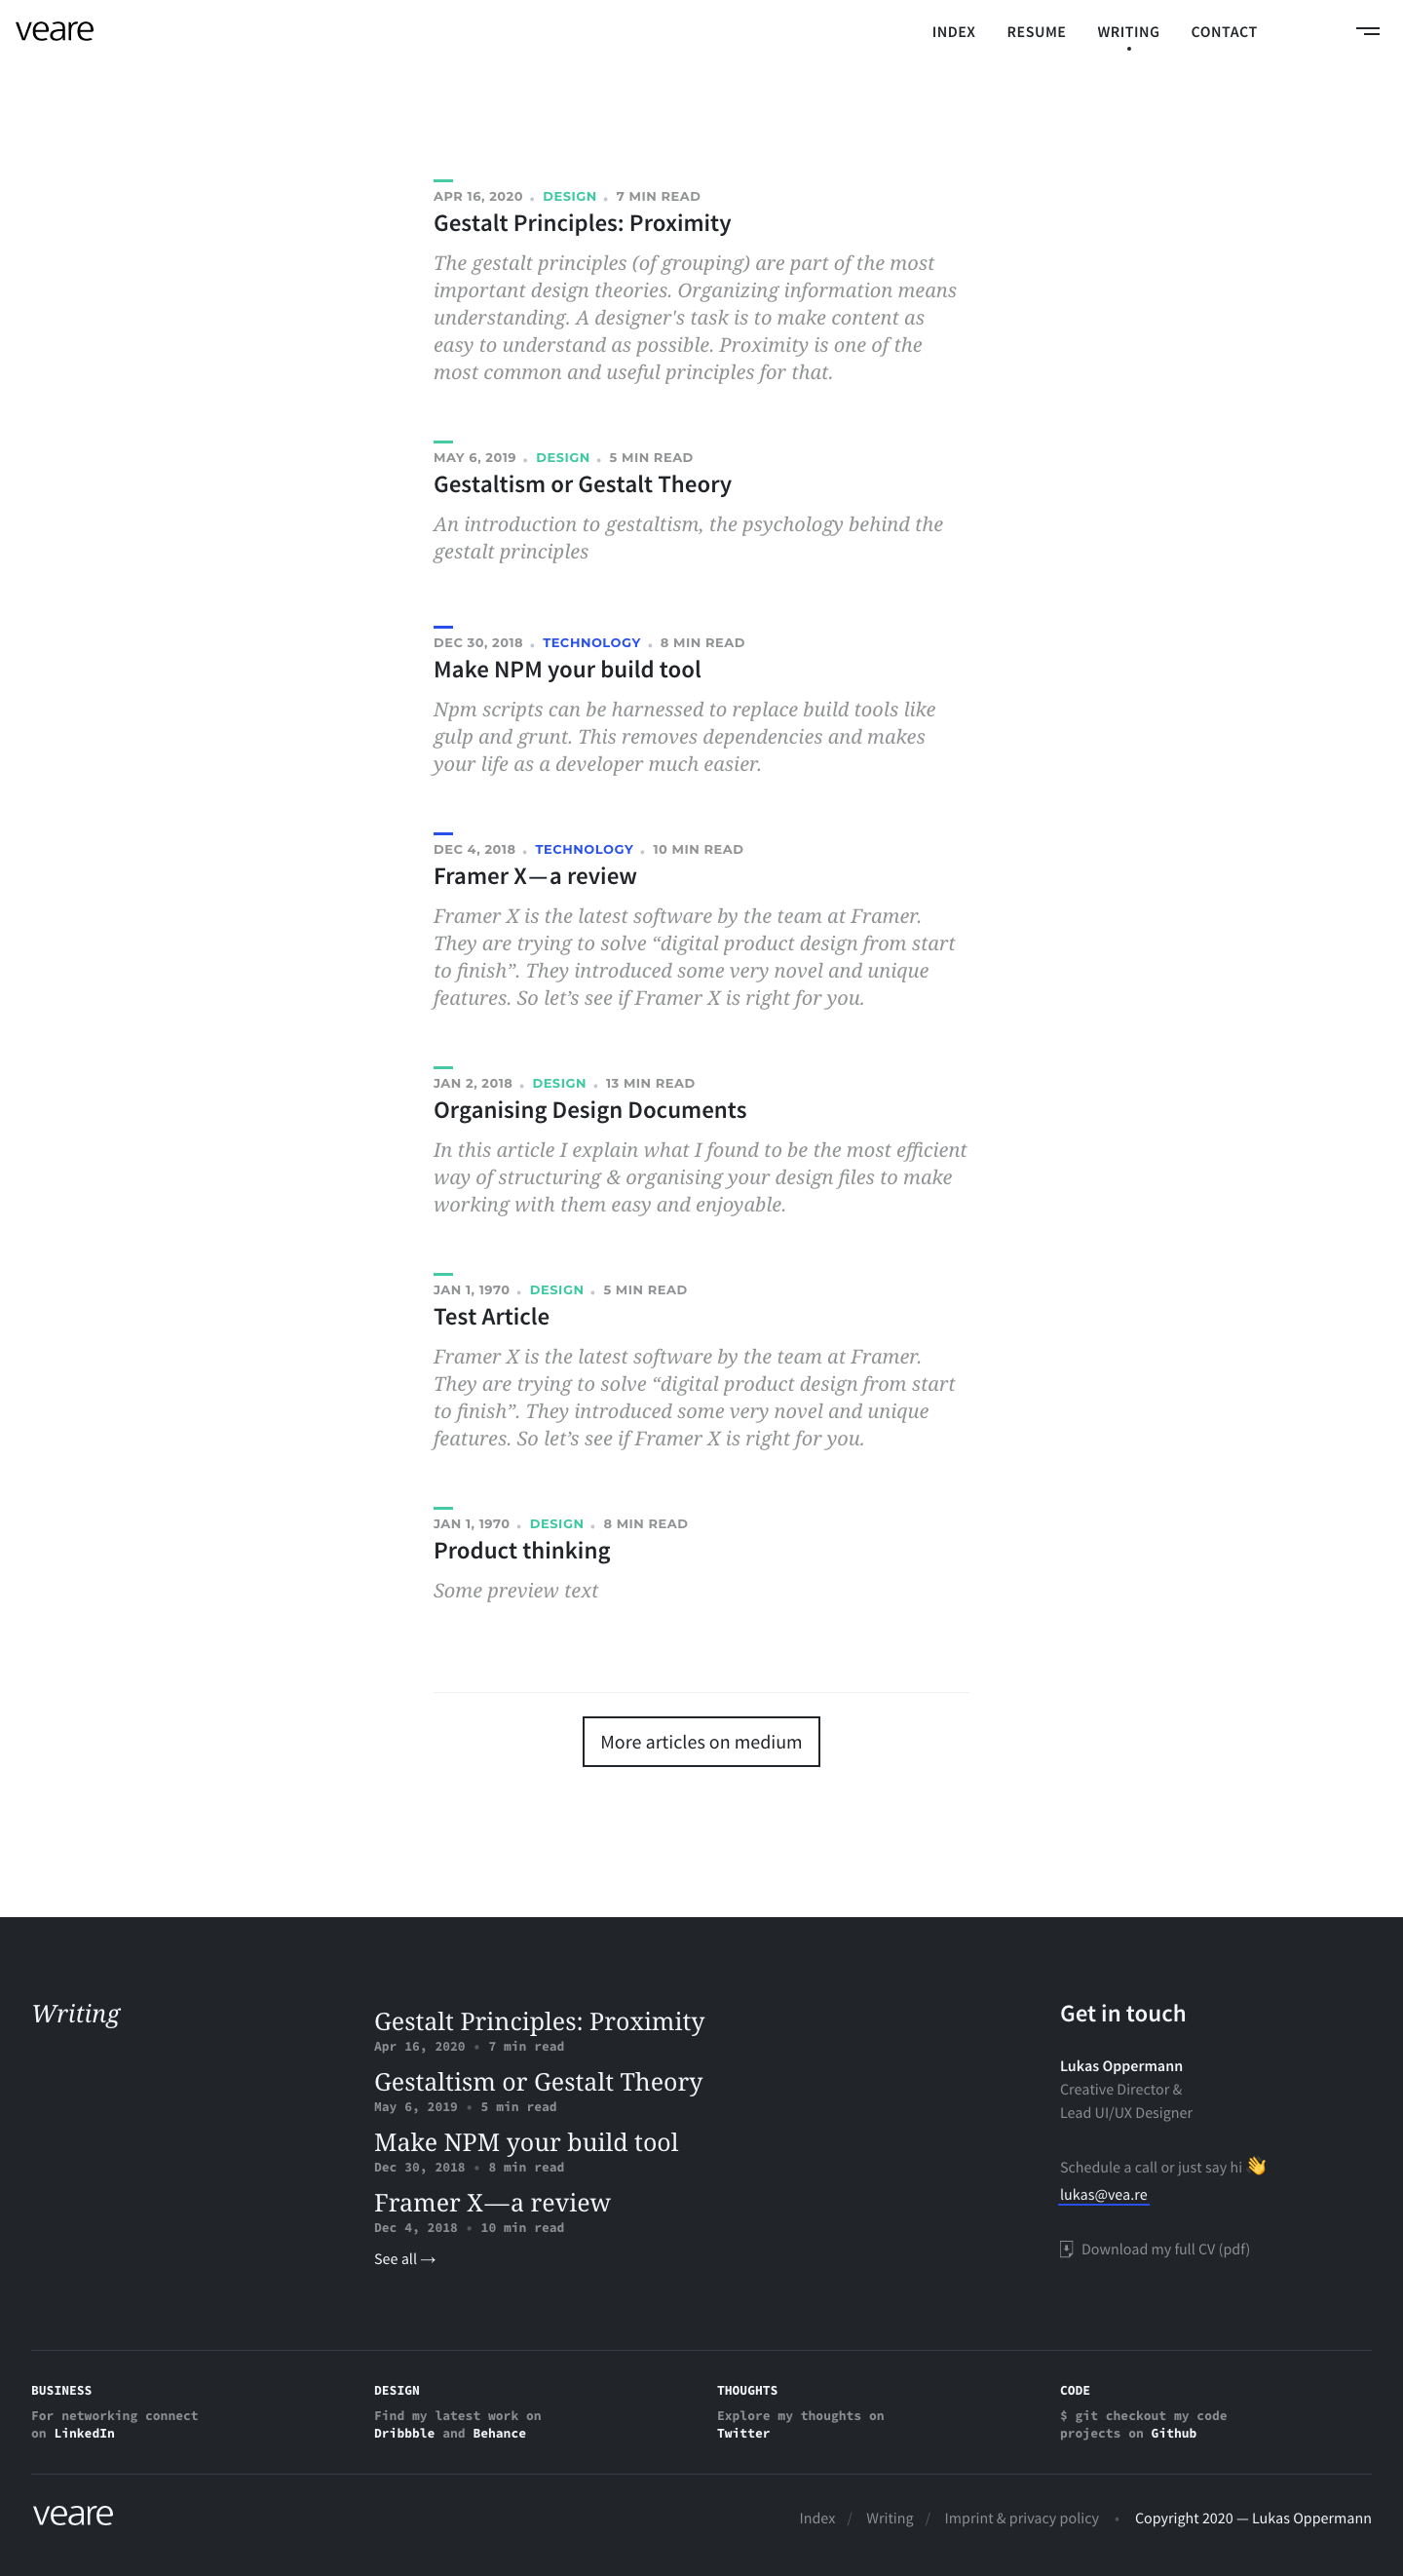 veare
INDEX RESUME WRITING CONTACT
APR 16, 2020 • DESIGN • 7 MIN READ
Gestalt Principles: Proximity
The gestalt principles (of grouping) are part of the most
important design theories. Organizing information means
understanding. A designer's task is to make content as
easy to understand as possible. Proximity is one of the
most common and useful principles for that.
MAY 6, 2019 • DESIGN • 5 MIN READ
Gestaltism or Gestalt Theory
An introduction to gestaltism, the psychology behind the
gestalt principles
DEC 30, 2018 • TECHNOLOGY • 8 MIN READ
Make NPM your build tool
Npm scripts can be harnessed to replace build tools like
gulp and grunt. This removes dependencies and makes
your life as a developer much easier.
DEC 4, 2018 • TECHNOLOGY • 10 MIN READ
Framer X—a review
Framer X is the latest software by the team at Framer.
They are trying to solve “digital product design from start
to finish”. They introduced some very novel and unique
features. So let’s see if Framer X is right for you.
JAN 2, 2018 • DESIGN • 13 MIN READ
Organising Design Documents
In this article I explain what I found to be the most efficient
way of structuring & organising your design files to make
working with them easy and enjoyable.
JAN 1, 1970 • DESIGN • 5 MIN READ
Test Article
Framer X is the latest software by the team at Framer.
They are trying to solve “digital product design from start
to finish”. They introduced some very novel and unique
features. So let’s see if Framer X is right for you.
JAN 1, 1970 • DESIGN • 8 MIN READ
Product thinking
Some preview text
More articles on medium
Writing
Gestalt Principles: Proximity
Apr 16, 2020 • 7 min read
Gestaltism or Gestalt Theory
May 6, 2019 • 5 min read
Make NPM your build tool
Dec 30, 2018 • 8 min read
Framer X—a review
Dec 4, 2018 • 10 min read
See all →
Get in touch
Lukas Oppermann
Creative Director &
Lead UI/UX Designer
Schedule a call or just say hi 👋
lukas@vea.re
Download my full CV (pdf)
BUSINESS
For networking connect
on LinkedIn
DESIGN
Find my latest work on
Dribbble and Behance
THOUGHTS
Explore my thoughts on
Twitter
CODE
$ git checkout my code
projects on Github
veare
Index / Writing / Imprint & privacy policy • Copyright 2020 — Lukas Oppermann